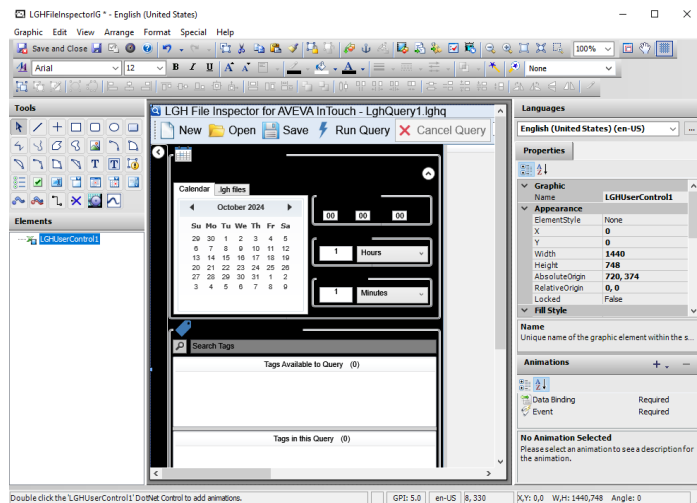 LGHFileInspectorIG * - English (United States)
Graphic Edit View Arrange Format Special Help
Save and Close 100%
Arial 12 B I U A A A None
Tools
T T
Elements
LGHUserControl1
LGH File Inspector for AVEVA InTouch - LghQuery1.lghq
New Open Save Run Query Cancel Query
Calendar .lgh files
October 2024
Su Mo Tu We Th Fr Sa
29 30 1 2 3 4 5
6 7 8 9 10 11 12
13 14 15 16 17 18 19
20 21 22 23 24 25 26
27 28 29 30 31 1 2
3 4 5 6 7 8 9
00 00 00
1 Hours
1 Minutes
Search Tags
Tags Available to Query (0)
Tags in this Query (0)
Languages
English (United States) (en-US) ...
Properties
Graphic
Name LGHUserControl1
Appearance
ElementStyle None
X 0
Y 0
Width 1440
Height 748
AbsoluteOrigin 720, 374
RelativeOrigin 0, 0
Locked False
Fill Style
Name
Unique name of the graphic element within the s...
Animations
Data Binding Required
Event Required
No Animation Selected
Please select an animation to see a description for
the animation.
Double click the 'LGHUserControl1' DotNet Control to add animations.
GPI: 5.0 en-US 8, 330 X,Y: 0,0 W,H: 1440,748 Angle: 0